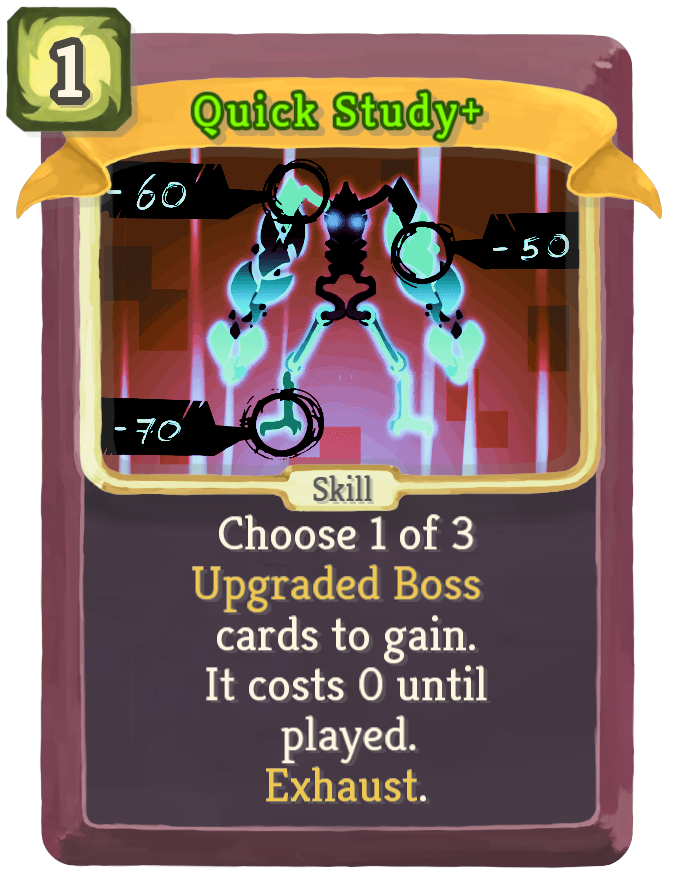 1
Quick Study+
-60
-50
-70
Skill
Choose 1 of 3
Upgraded Boss
cards to gain.
It costs 0 until
played.
Exhaust.